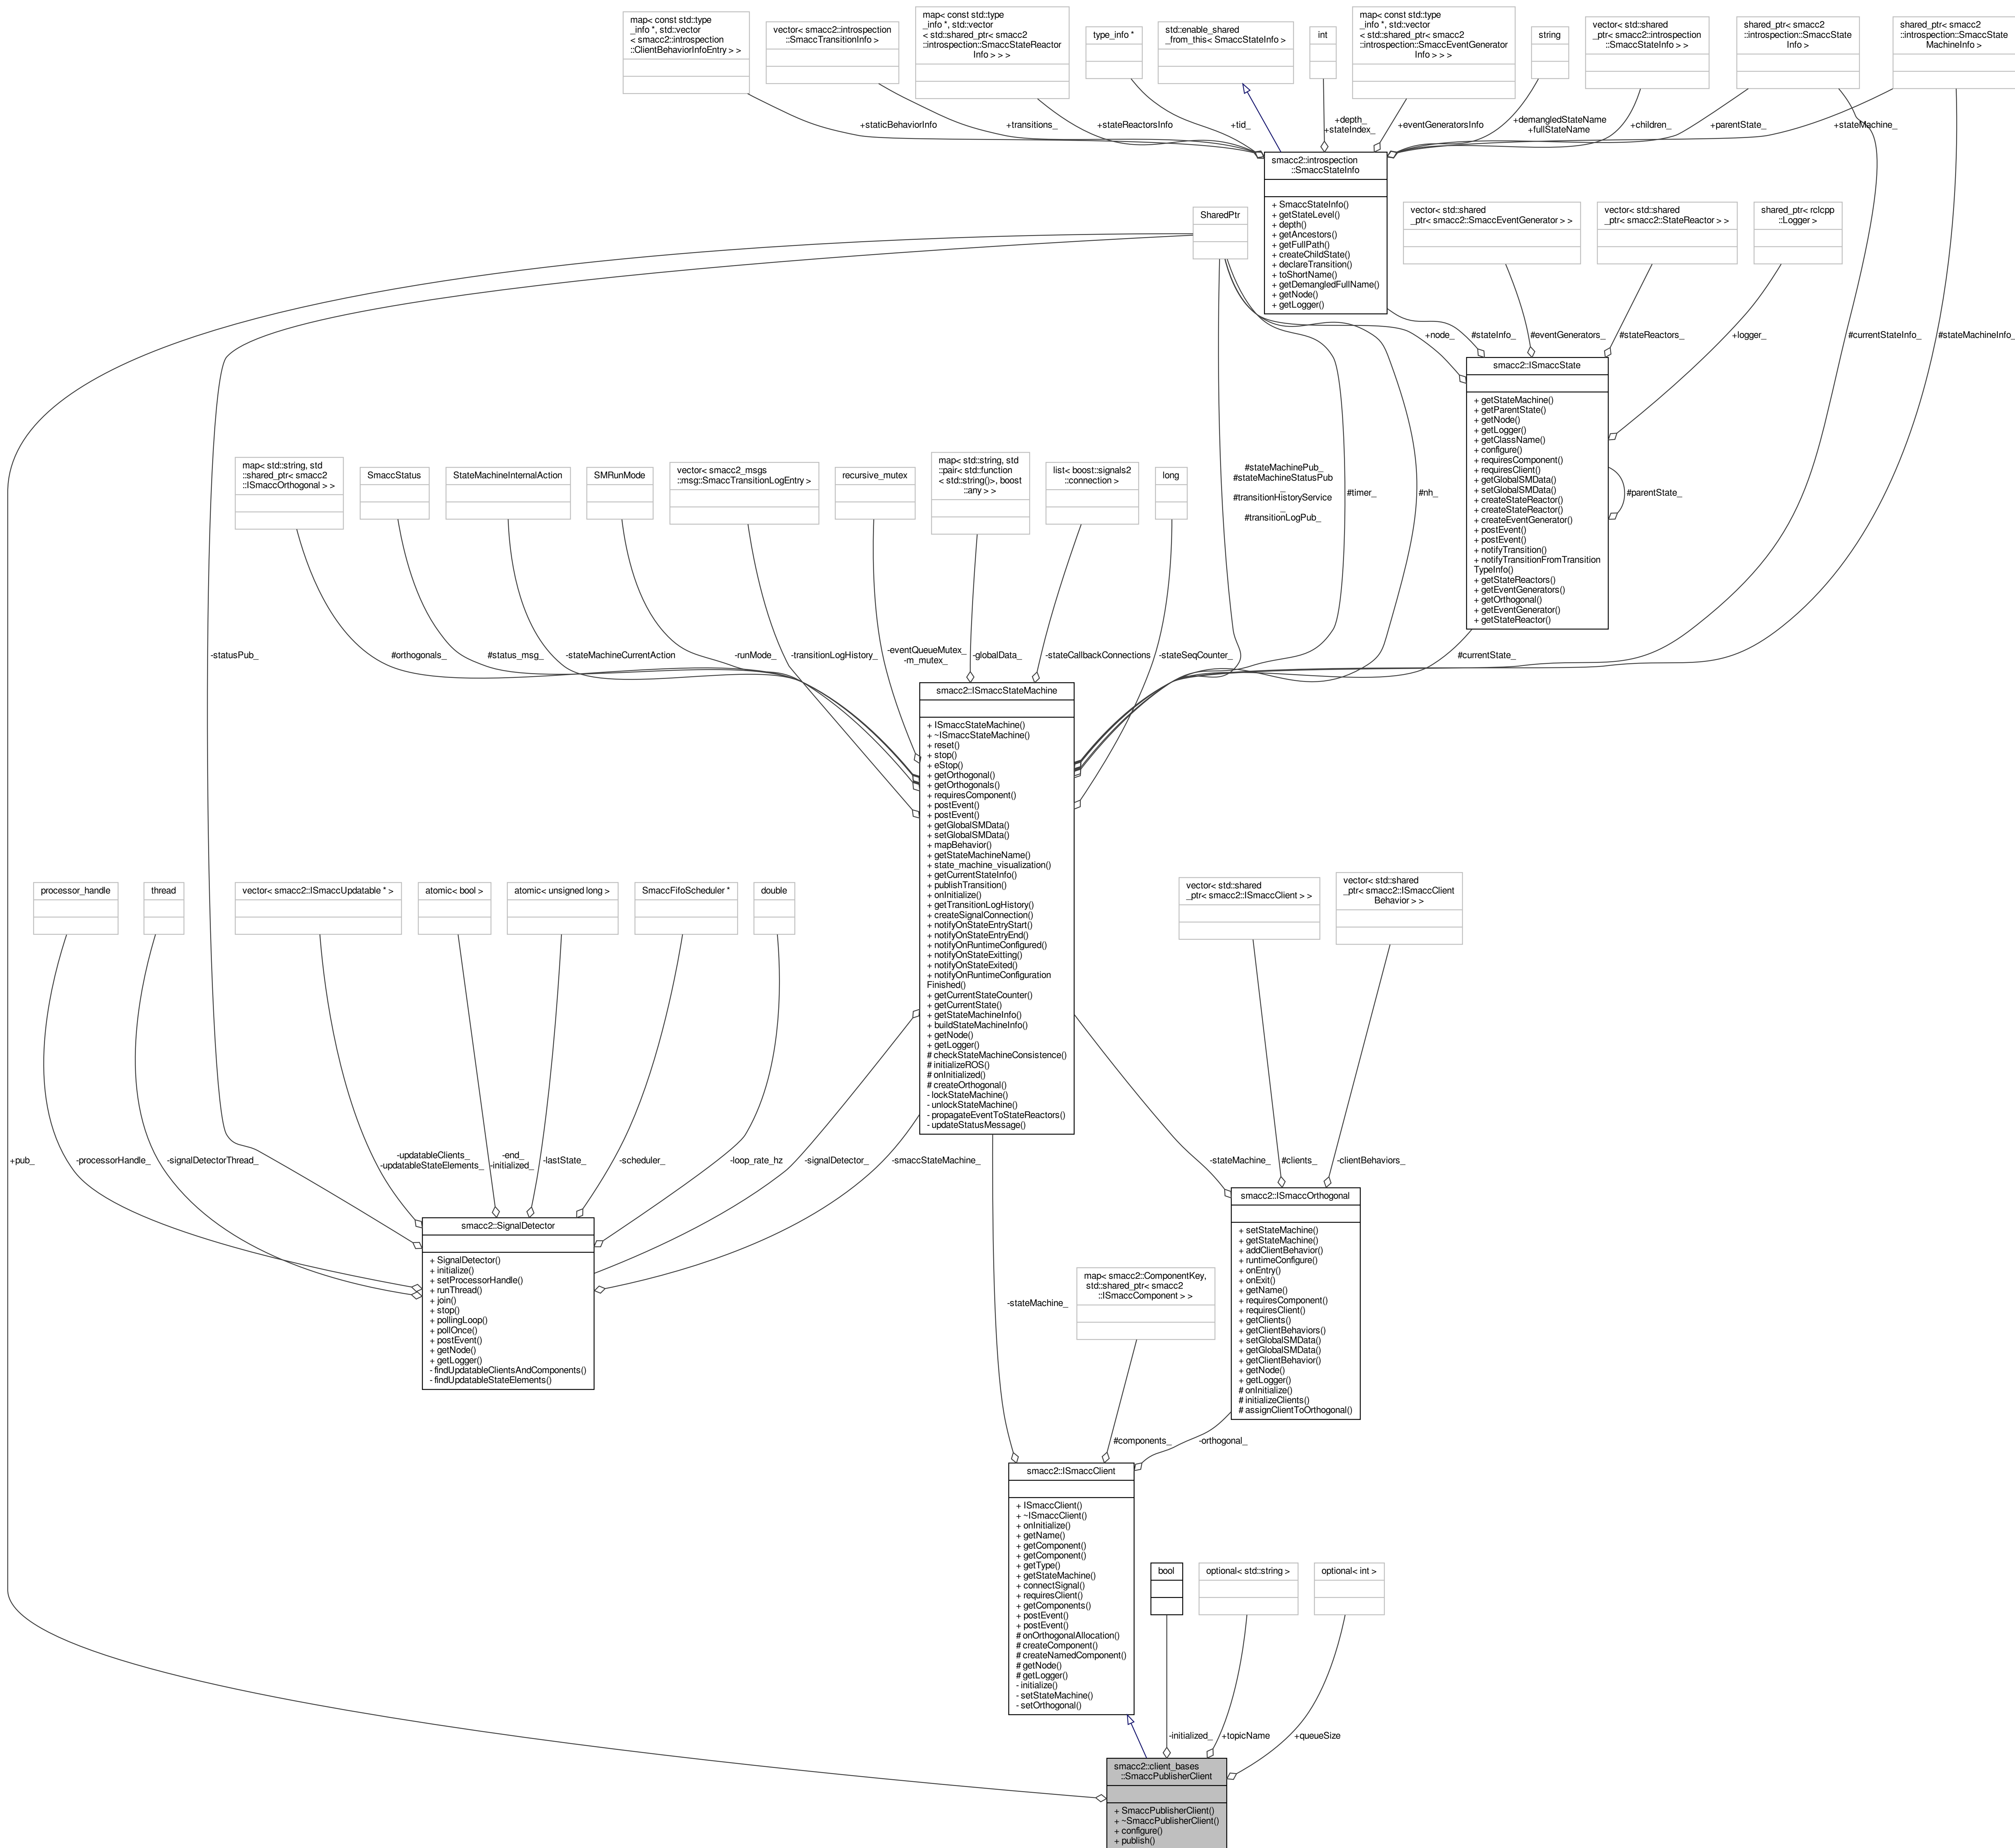 map< const std::type
_info *, std::vector
< smacc2::introspection
::ClientBehaviorInfoEntry > >
vector< smacc2::introspection
::SmaccTransitionInfo >
map< const std::type
_info *, std::vector
< std::shared_ptr< smacc2
::introspection::SmaccStateReactor
Info > > >
type_info *
std::enable_shared
_from_this< SmaccStateInfo >
int
map< const std::type
_info *, std::vector
< std::shared_ptr< smacc2
::introspection::SmaccEventGenerator
Info > > >
string
vector< std::shared
_ptr< smacc2::introspection
::SmaccStateInfo > >
shared_ptr< smacc2
::introspection::SmaccState
Info >
shared_ptr< smacc2
::introspection::SmaccState
MachineInfo >
+staticBehaviorInfo
+transitions_
+stateReactorsInfo
+tid_
+depth_
+stateIndex_
+eventGeneratorsInfo
+demangledStateName
+fullStateName
+children_
+parentState_
+stateMachine_
smacc2::introspection
::SmaccStateInfo
+ SmaccStateInfo()
+ getStateLevel()
+ depth()
+ getAncestors()
+ getFullPath()
+ createChildState()
+ declareTransition()
+ toShortName()
+ getDemangledFullName()
+ getNode()
+ getLogger()
SharedPtr
vector< std::shared
_ptr< smacc2::SmaccEventGenerator > >
vector< std::shared
_ptr< smacc2::StateReactor > >
shared_ptr< rclcpp
::Logger >
+node_
#stateInfo_
#eventGenerators_
#stateReactors_
+logger_
#currentStateInfo_
#stateMachineInfo_
smacc2::ISmaccState
+ getStateMachine()
+ getParentState()
+ getNode()
+ getLogger()
+ getClassName()
+ configure()
+ requiresComponent()
+ requiresClient()
+ getGlobalSMData()
+ setGlobalSMData()
+ createStateReactor()
+ createStateReactor()
+ createEventGenerator()
+ postEvent()
+ postEvent()
+ notifyTransition()
+ notifyTransitionFromTransition
TypeInfo()
+ getStateReactors()
+ getEventGenerators()
+ getOrthogonal()
+ getEventGenerator()
+ getStateReactor()
#parentState_
map< std::string, std
::shared_ptr< smacc2
::ISmaccOrthogonal > >
SmaccStatus
StateMachineInternalAction
SMRunMode
vector< smacc2_msgs
::msg::SmaccTransitionLogEntry >
recursive_mutex
map< std::string, std
::pair< std::function
< std::string()>, boost
::any > >
list< boost::signals2
::connection >
long
#stateMachinePub_
#stateMachineStatusPub
_
#transitionHistoryService
_
#transitionLogPub_
#timer_
#nh_
-statusPub_
#orthogonals_
#status_msg_
-stateMachineCurrentAction
-runMode_
-transitionLogHistory_
-eventQueueMutex_
-m_mutex_
-globalData_
-stateCallbackConnections
-stateSeqCounter_
#currentState_
smacc2::ISmaccStateMachine
+ ISmaccStateMachine()
+ ~ISmaccStateMachine()
+ reset()
+ stop()
+ eStop()
+ getOrthogonal()
+ getOrthogonals()
+ requiresComponent()
+ postEvent()
+ postEvent()
+ getGlobalSMData()
+ setGlobalSMData()
+ mapBehavior()
+ getStateMachineName()
+ state_machine_visualization()
+ getCurrentStateInfo()
+ publishTransition()
+ onInitialize()
+ getTransitionLogHistory()
+ createSignalConnection()
+ notifyOnStateEntryStart()
+ notifyOnStateEntryEnd()
+ notifyOnRuntimeConfigured()
+ notifyOnStateExitting()
+ notifyOnStateExited()
+ notifyOnRuntimeConfiguration
Finished()
+ getCurrentStateCounter()
+ getCurrentState()
+ getStateMachineInfo()
+ buildStateMachineInfo()
+ getNode()
+ getLogger()
# checkStateMachineConsistence()
# initializeROS()
# onInitialized()
# createOrthogonal()
- lockStateMachine()
- unlockStateMachine()
- propagateEventToStateReactors()
- updateStatusMessage()
processor_handle
thread
vector< smacc2::ISmaccUpdatable * >
atomic< bool >
atomic< unsigned long >
SmaccFifoScheduler *
double
vector< std::shared
_ptr< smacc2::ISmaccClient > >
vector< std::shared
_ptr< smacc2::ISmaccClient
Behavior > >
+pub_
-processorHandle_
-signalDetectorThread_
-updatableClients_
-updatableStateElements_
-end_
-initialized_
-lastState_
-scheduler_
-loop_rate_hz
-signalDetector_
-smaccStateMachine_
-stateMachine_
#clients_
-clientBehaviors_
smacc2::SignalDetector
+ SignalDetector()
+ initialize()
+ setProcessorHandle()
+ runThread()
+ join()
+ stop()
+ pollingLoop()
+ pollOnce()
+ postEvent()
+ getNode()
+ getLogger()
- findUpdatableClientsAndComponents()
- findUpdatableStateElements()
smacc2::ISmaccOrthogonal
+ setStateMachine()
+ getStateMachine()
+ addClientBehavior()
+ runtimeConfigure()
+ onEntry()
+ onExit()
+ getName()
+ requiresComponent()
+ requiresClient()
+ getClients()
+ getClientBehaviors()
+ setGlobalSMData()
+ getGlobalSMData()
+ getClientBehavior()
+ getNode()
+ getLogger()
# onInitialize()
# initializeClients()
# assignClientToOrthogonal()
map< smacc2::ComponentKey,
std::shared_ptr< smacc2
::ISmaccComponent > >
-stateMachine_
#components_
-orthogonal_
smacc2::ISmaccClient
+ ISmaccClient()
+ ~ISmaccClient()
+ onInitialize()
+ getName()
+ getComponent()
+ getComponent()
+ getType()
+ getStateMachine()
+ connectSignal()
+ requiresClient()
+ getComponents()
+ postEvent()
+ postEvent()
# onOrthogonalAllocation()
# createComponent()
# createNamedComponent()
# getNode()
# getLogger()
- initialize()
- setStateMachine()
- setOrthogonal()
bool
optional< std::string >
optional< int >
-initialized_
+topicName
+queueSize
smacc2::client_bases
::SmaccPublisherClient
+ SmaccPublisherClient()
+ ~SmaccPublisherClient()
+ configure()
+ publish()